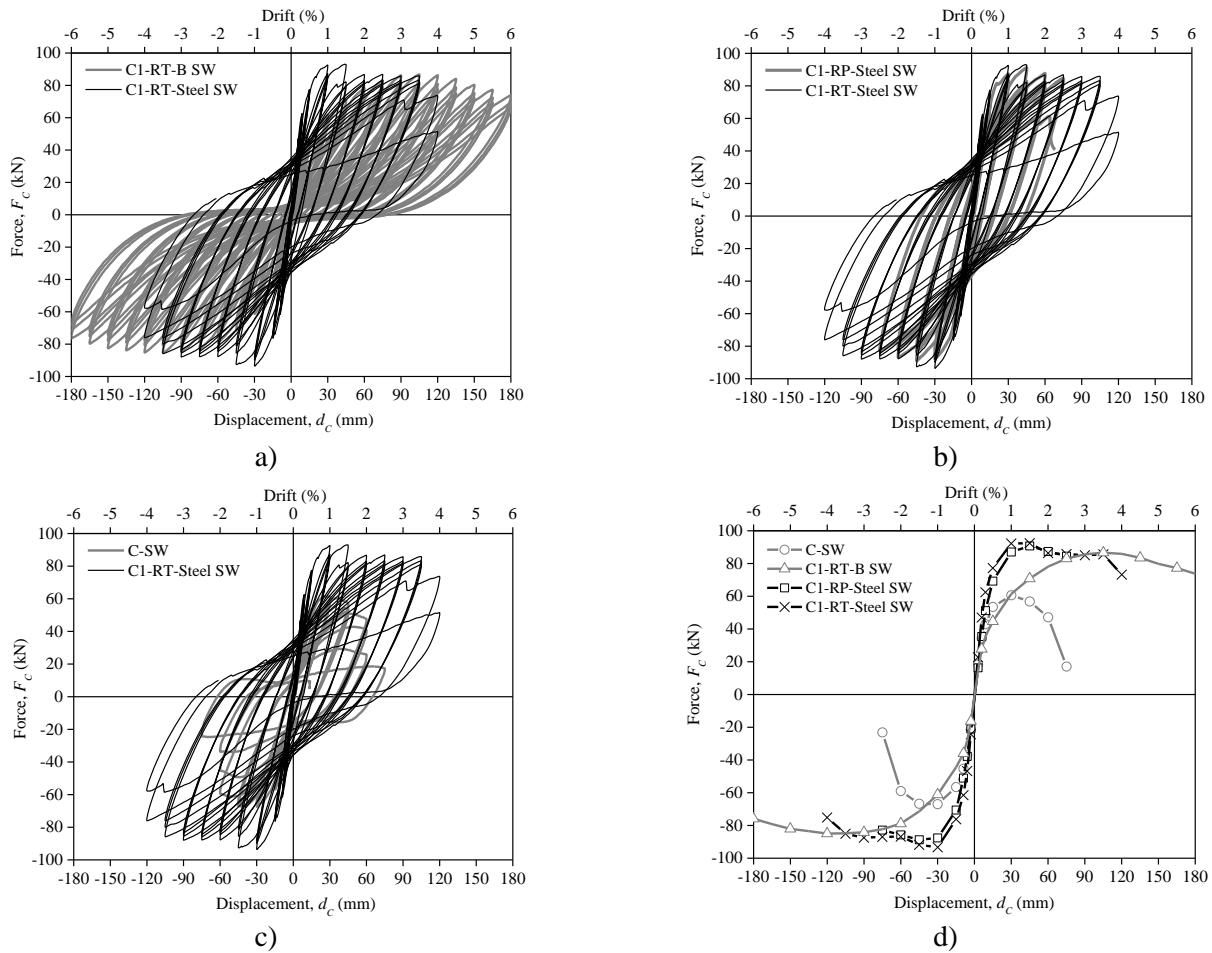 Drift (%)
-6 -5 -4 -3 -2 -1 0 1 2 3 4 5 6
100
80
60
40
20
0
-20
-40
-60
-80
-100
C1-RT-B SW
C1-RT-Steel SW
Force, F_C (kN)
-180 -150 -120 -90 -60 -30 0 30 60 90 120 150 180
Displacement, d_C (mm)
a)
Drift (%)
-6 -5 -4 -3 -2 -1 0 1 2 3 4 5 6
100
80
60
40
20
0
-20
-40
-60
-80
-100
C1-RP-Steel SW
C1-RT-Steel SW
Force, F_C (kN)
-180 -150 -120 -90 -60 -30 0 30 60 90 120 150 180
Displacement, d_C (mm)
b)
Drift (%)
-6 -5 -4 -3 -2 -1 0 1 2 3 4 5 6
100
80
60
40
20
0
-20
-40
-60
-80
-100
C-SW
C1-RT-Steel SW
Force, F_C (kN)
-180 -150 -120 -90 -60 -30 0 30 60 90 120 150 180
Displacement, d_C (mm)
c)
Drift (%)
-6 -5 -4 -3 -2 -1 0 1 2 3 4 5 6
100
80
60
40
20
0
-20
-40
-60
-80
-100
C-SW
C1-RT-B SW
C1-RP-Steel SW
C1-RT-Steel SW
Force, F_C (kN)
-180 -150 -120 -90 -60 -30 0 30 60 90 120 150 180
Displacement, d_C (mm)
d)